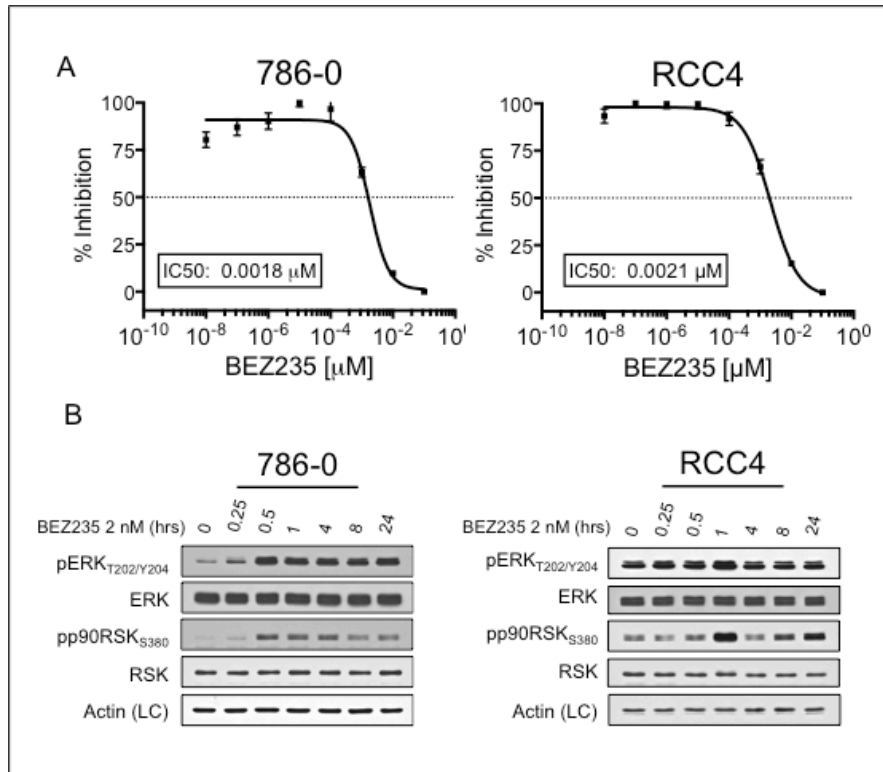 A
786-0
RCC4
% Inhibition
100
75
50
25
0
IC50: 0.0018 μM
10-10
10-8
10-6
10-4
10-2
BEZ235 [μM]
% Inhibition
100
75
50
25
0
IC50: 0.0021 μM
10-10
10-8
10-6
10-4
10-2
100
BEZ235 [μM]
B
786-0
BEZ235 2 nM (hrs) 0 0.25 0.5 1 4 8 24
pERKT202/Y204
ERK
pp90RSKS380
RSK
Actin (LC)
RCC4
BEZ235 2 nM (hrs) 0 0.25 0.5 1 4 8 24
pERKT202/Y204
ERK
pp90RSKS380
RSK
Actin (LC)